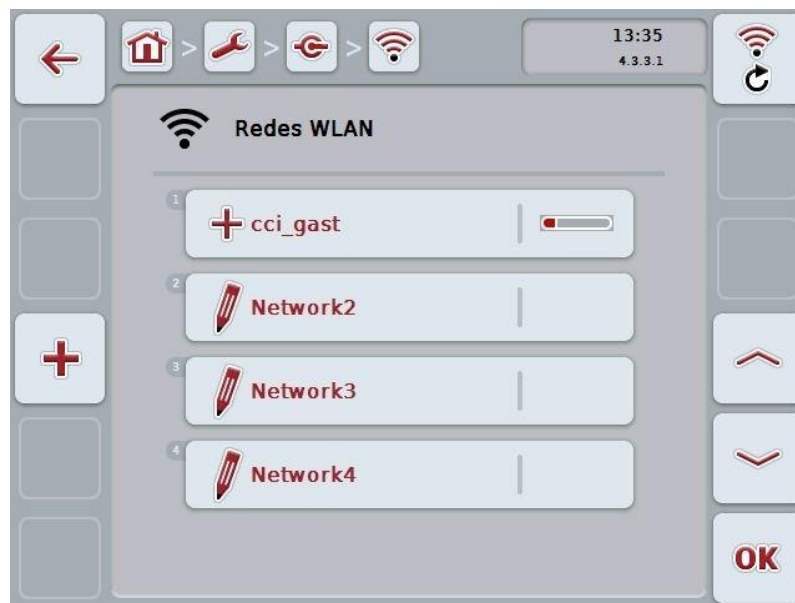 > > >
13:35
4.3.3.1
Redes WLAN
1
cci_gast
2
Network2
3
Network3
4
Network4
OK